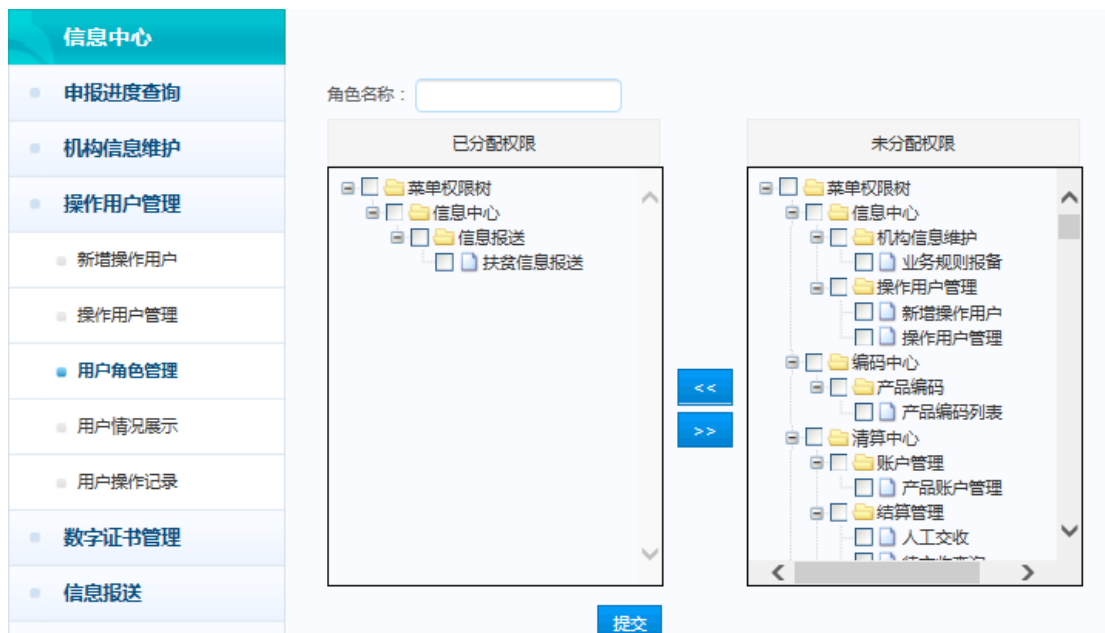 信息中心
申报进度查询
机构信息维护
操作用户管理
新增操作用户
操作用户管理
用户角色管理
用户情况展示
用户操作记录
数字证书管理
信息报送
角色名称：
已分配权限
菜单权限树
信息中心
信息报送
扶贫信息报送
<<
>>
未分配权限
菜单权限树
信息中心
机构信息维护
业务规则报备
操作用户管理
新增操作用户
操作用户管理
编码中心
产品编码
产品编码列表
清算中心
账户管理
产品账户管理
结算管理
人工交收
提交